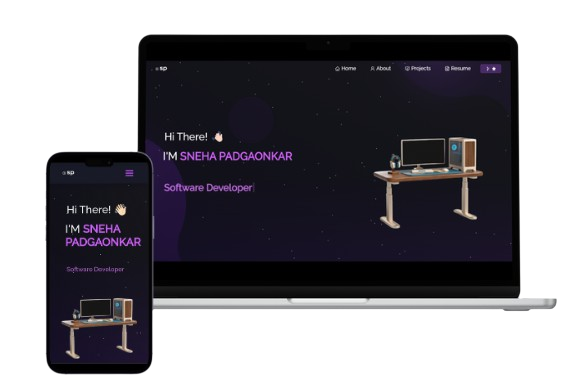 sp
Home About Projects Resume
Hi There!
I'M SNEHA PADGAONKAR
Software Developer
sp
Hi There!
I'M SNEHA
PADGAONKAR
Software Developer